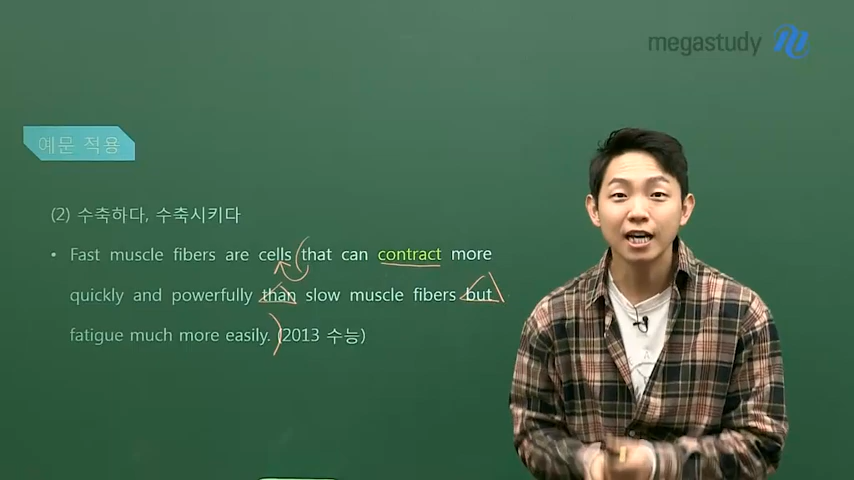 megastudy
예문 적용
(2) 수축하다, 수축시키다
• Fast muscle fibers are cells that can contract more
quickly and powerfully than slow muscle fibers but
fatigue much more easily. (2013 수능)